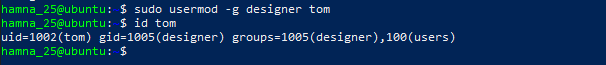 hamna_25@ubuntu: $ sudo usermod -g designer tom
hamna_25@ubuntu: $ id tom
uid=1002(tom) gid=1005(designer) groups=1005(designer),100(users)
hamna_25@ubuntu: $